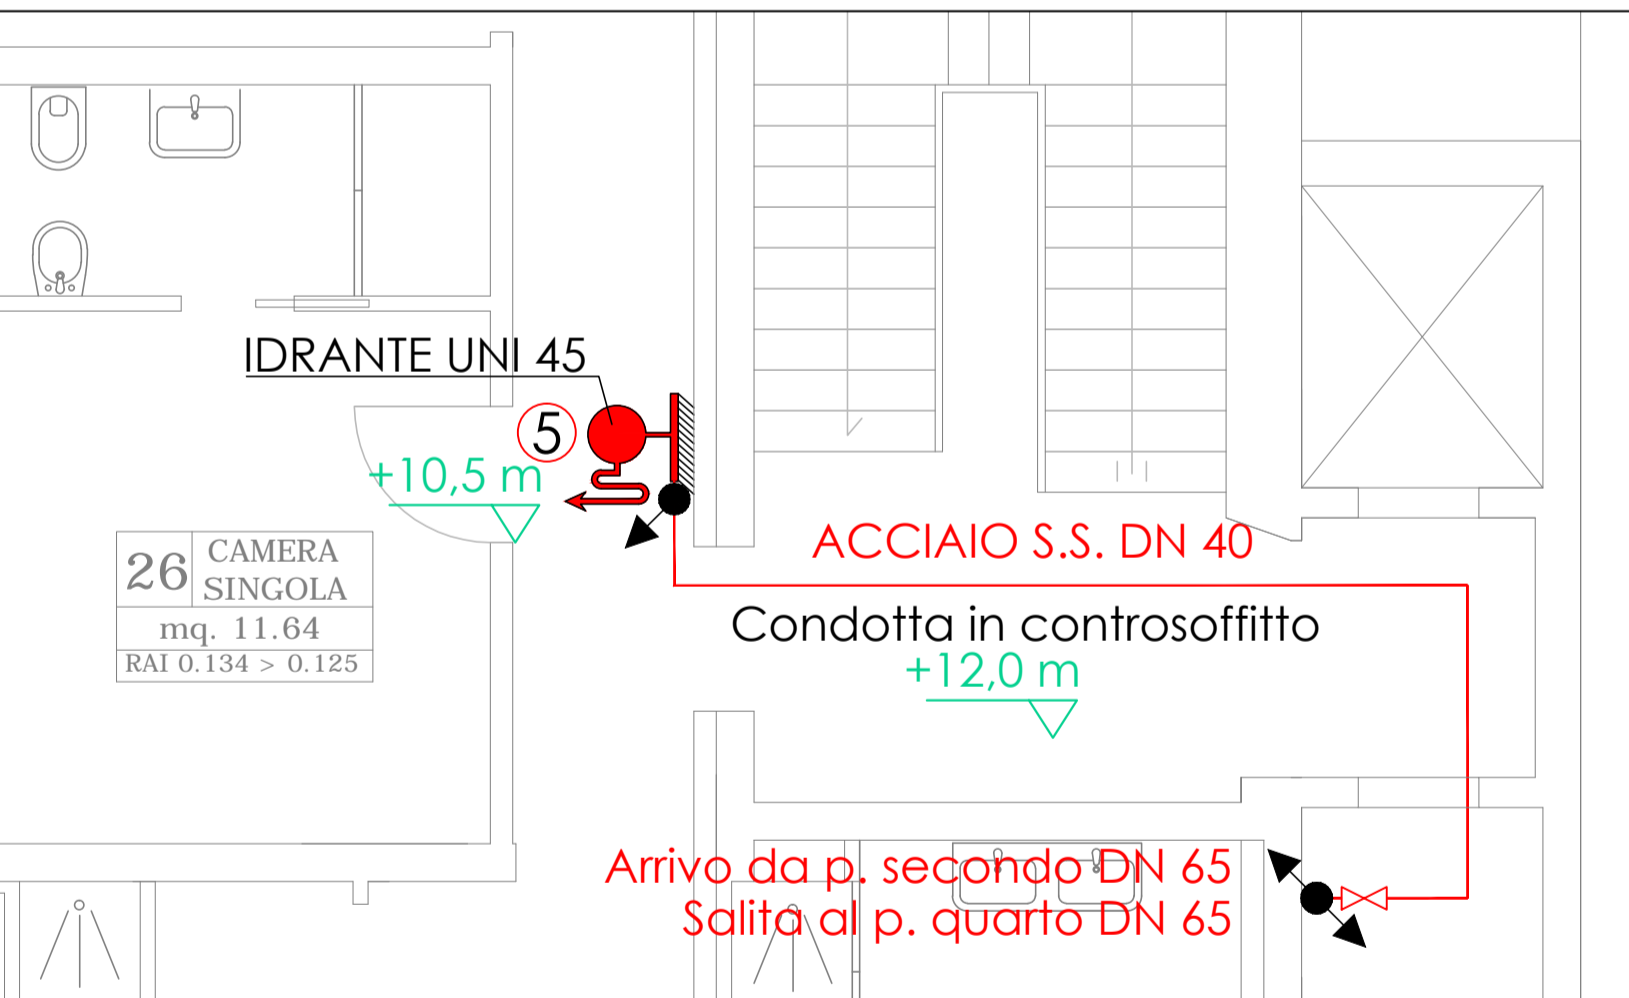 IDRANTE UNI 45
5
+10,5 m
ACCIAIO S.S. DN 40
26 CAMERA
SINGOLA
mq. 11.64
RAI 0.134 > 0.125
Condotta in controsoffitto
+12,0 m
Arrivo da p. secondo DN 65
Salita al p. quarto DN 65